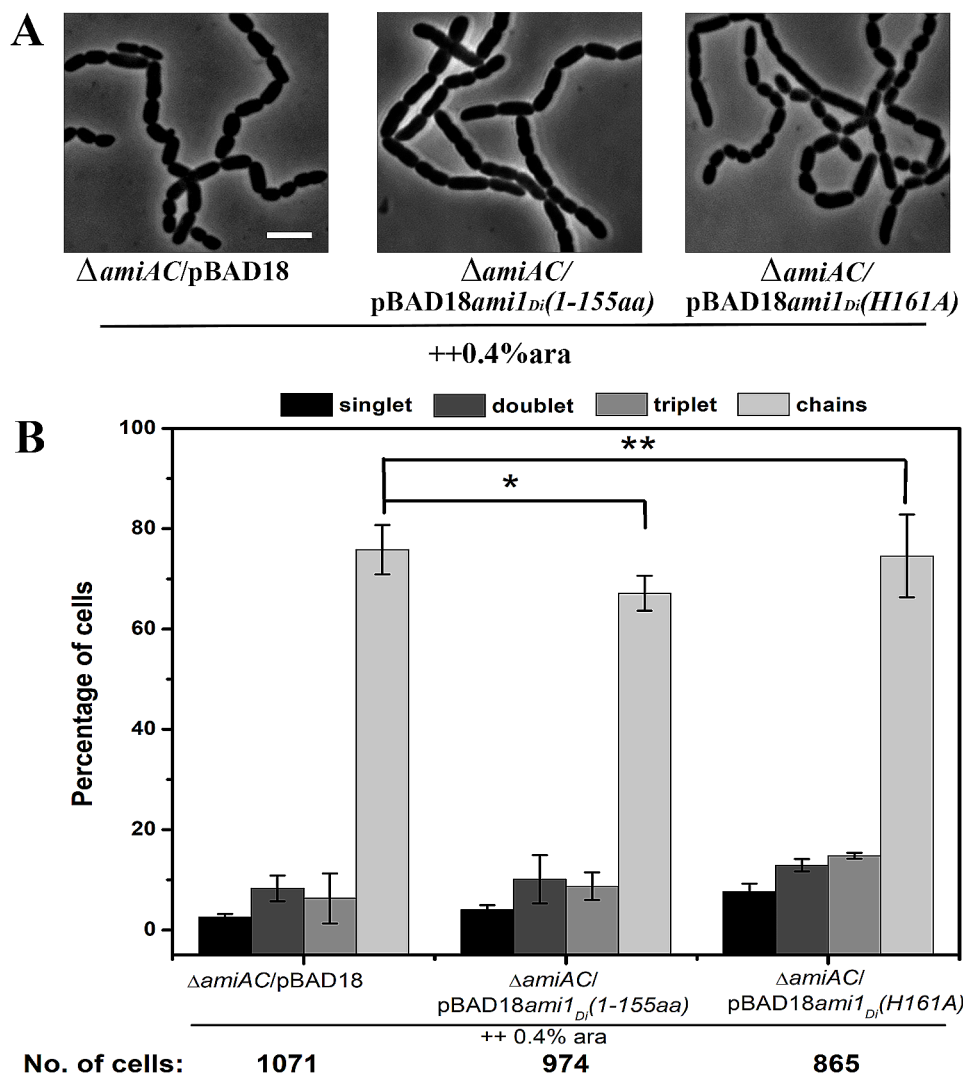 A
ΔamiAC/pBAD18
ΔamiAC/
pBAD18ami1Di(1-155aa)
ΔamiAC/
pBAD18ami1Di(H161A)
++0.4%ara
B
singlet doublet triplet chains
Percentage of cells
100
80
60
40
20
0
*
**
ΔamiAC/pBAD18
ΔamiAC/
pBAD18ami1Di(1-155aa)
ΔamiAC/
pBAD18ami1Di(H161A)
++ 0.4% ara
No. of cells: 1071 974 865